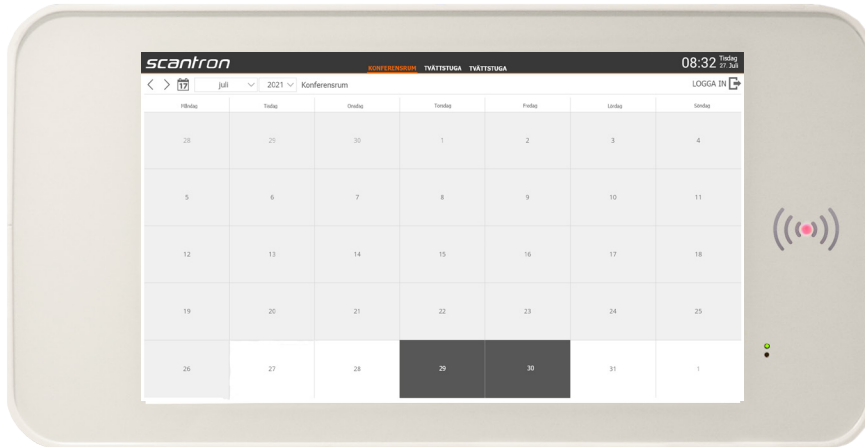 scantron
KONFERENSRUM TVÄTTSTUGA TVÄTTSTUGA
08:32 Tisdag 27. Juli
17 juli 2021 Konferensrum LOGGA IN
Måndag Tisdag Onsdag Torsdag Fredag Lördag Söndag
28 29 30 1 2 3 4
5 6 7 8 9 10 11
12 13 14 15 16 17 18
19 20 21 22 23 24 25
26 27 28 29 30 31 1